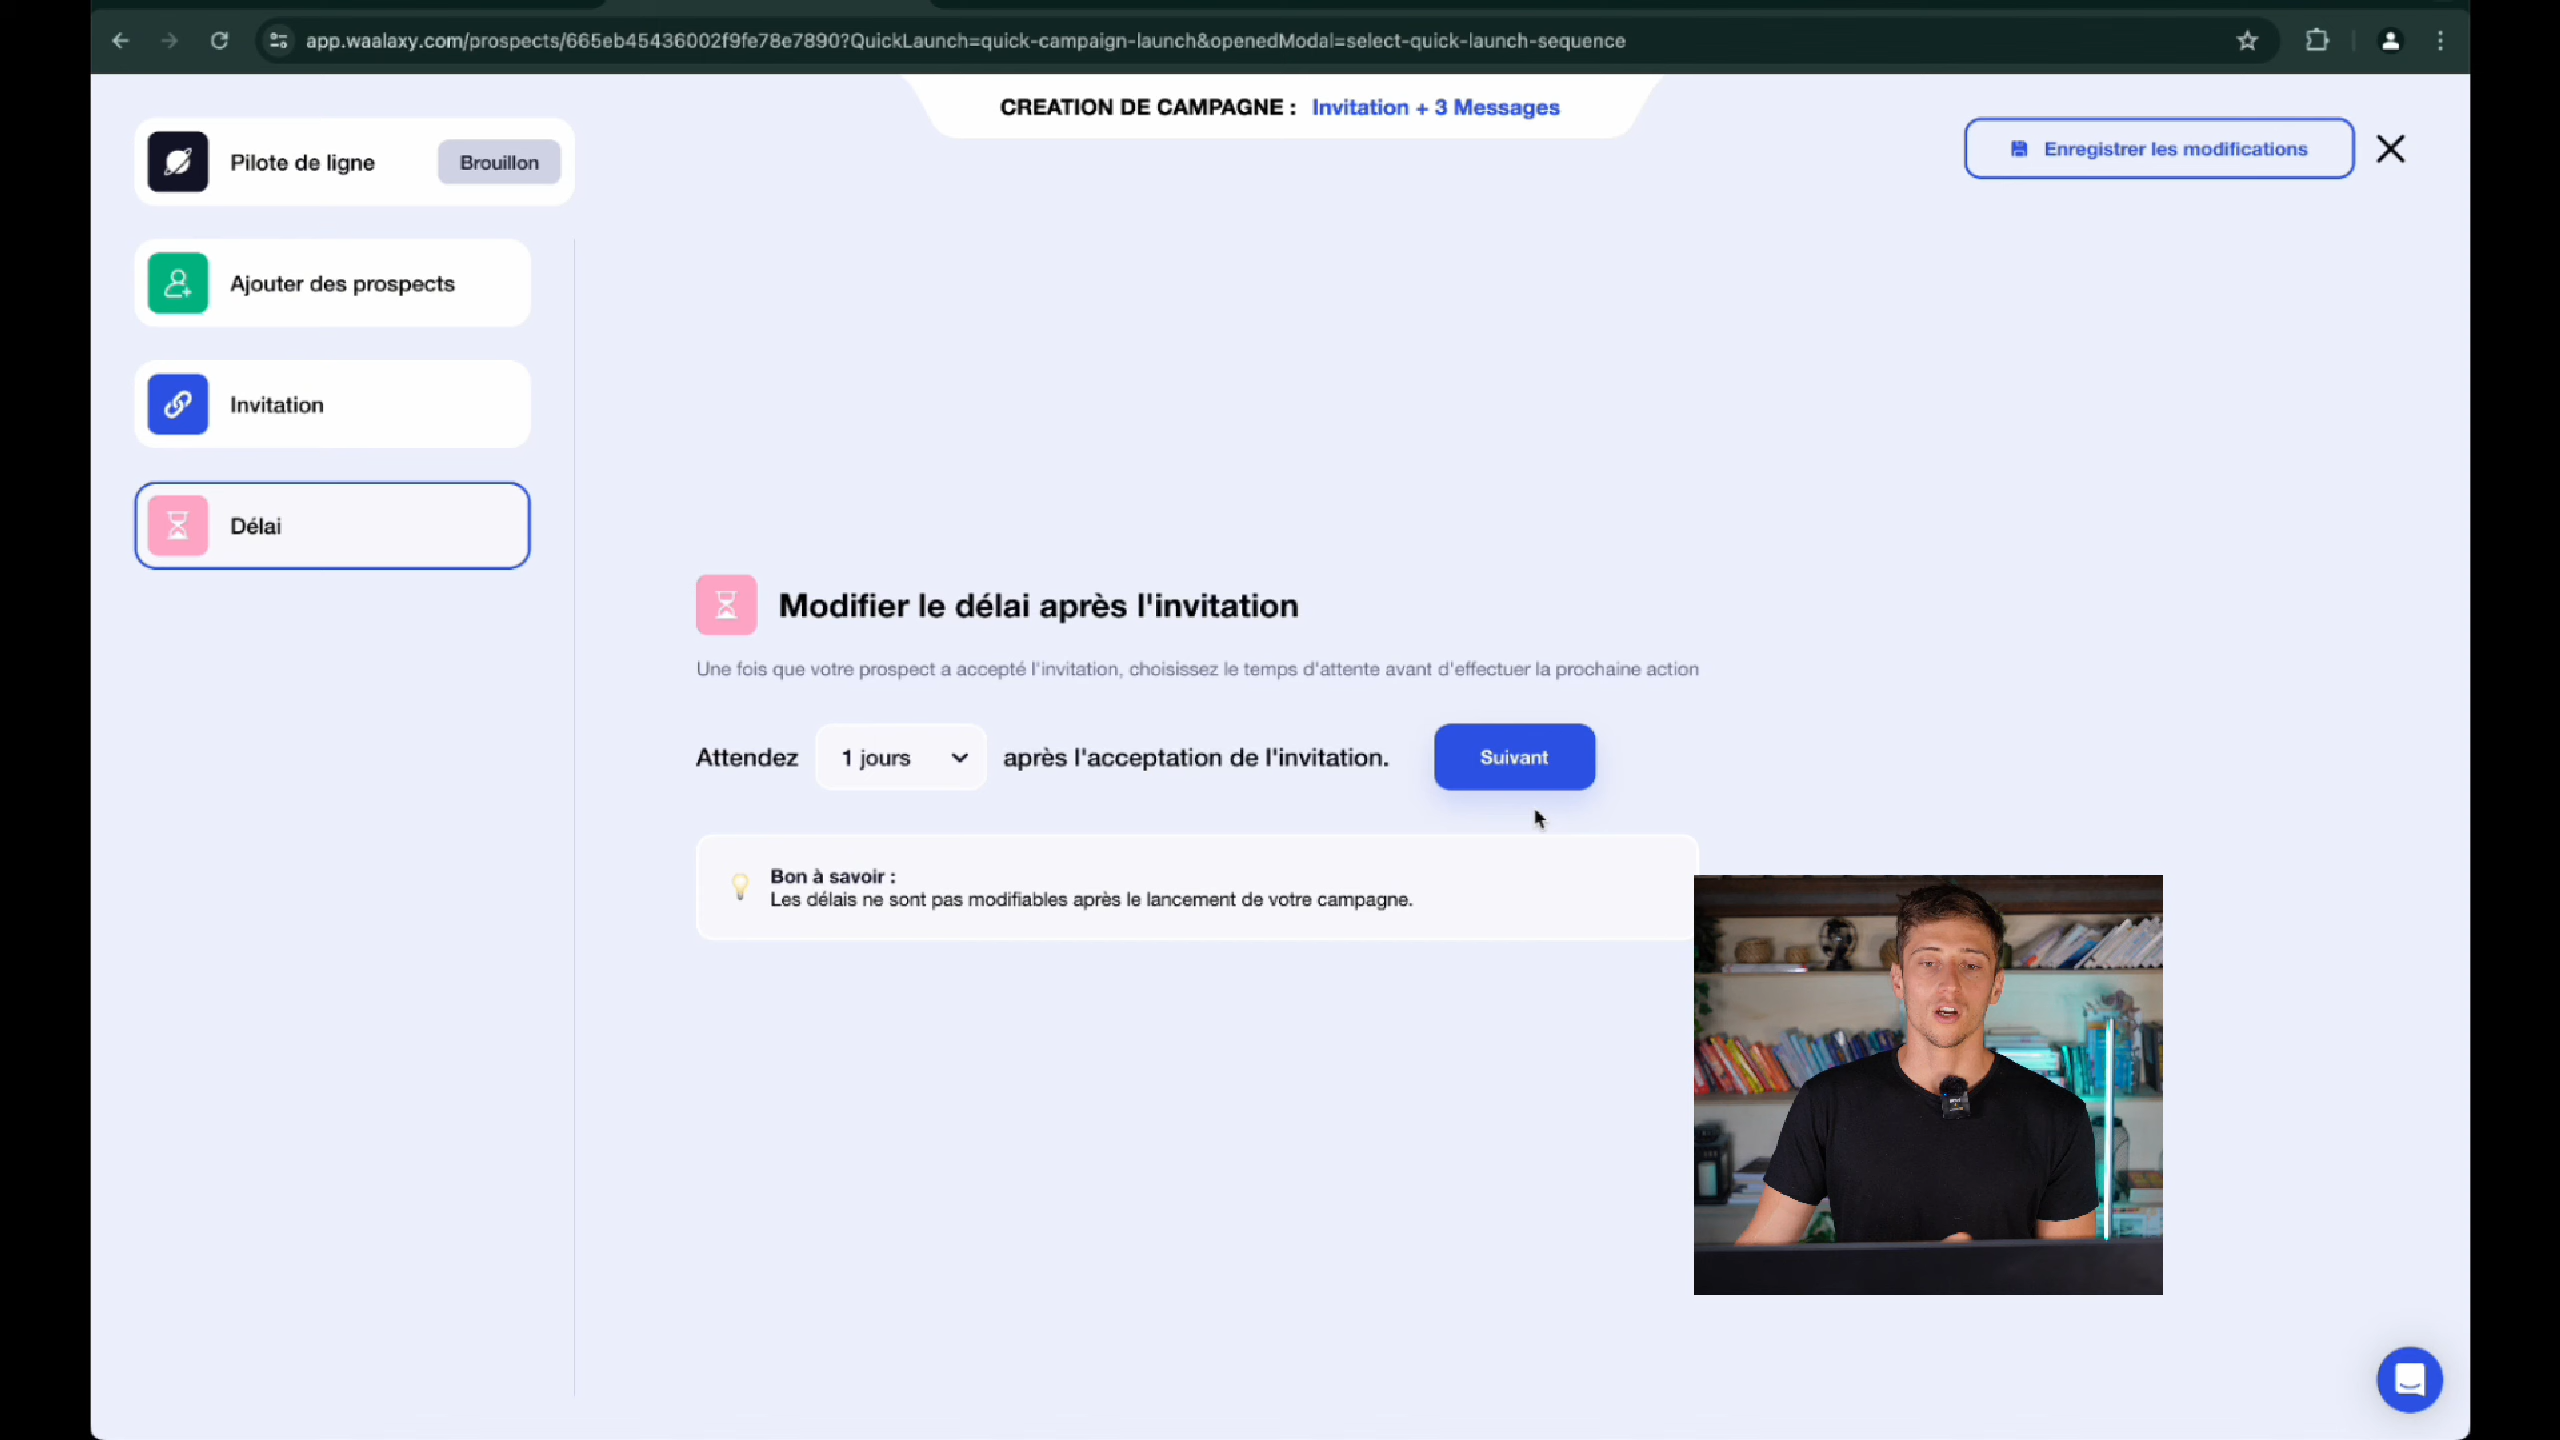 app.waalaxy.com/prospects/665eb45436002f9fe78e7890?QuickLaunch=quick-campaign-launch&openedModal=select-quick-launch-sequence
CREATION DE CAMPAGNE : Invitation + 3 Messages
Pilote de ligne Brouillon
Enregistrer les modifications
Ajouter des prospects
Invitation
Délai
Modifier le délai après l'invitation
Une fois que votre prospect a accepté l'invitation, choisissez le temps d'attente avant d'effectuer la prochaine action
Attendez 1 jours après l'acceptation de l'invitation. Suivant
Bon à savoir :
Les délais ne sont pas modifiables après le lancement de votre campagne.